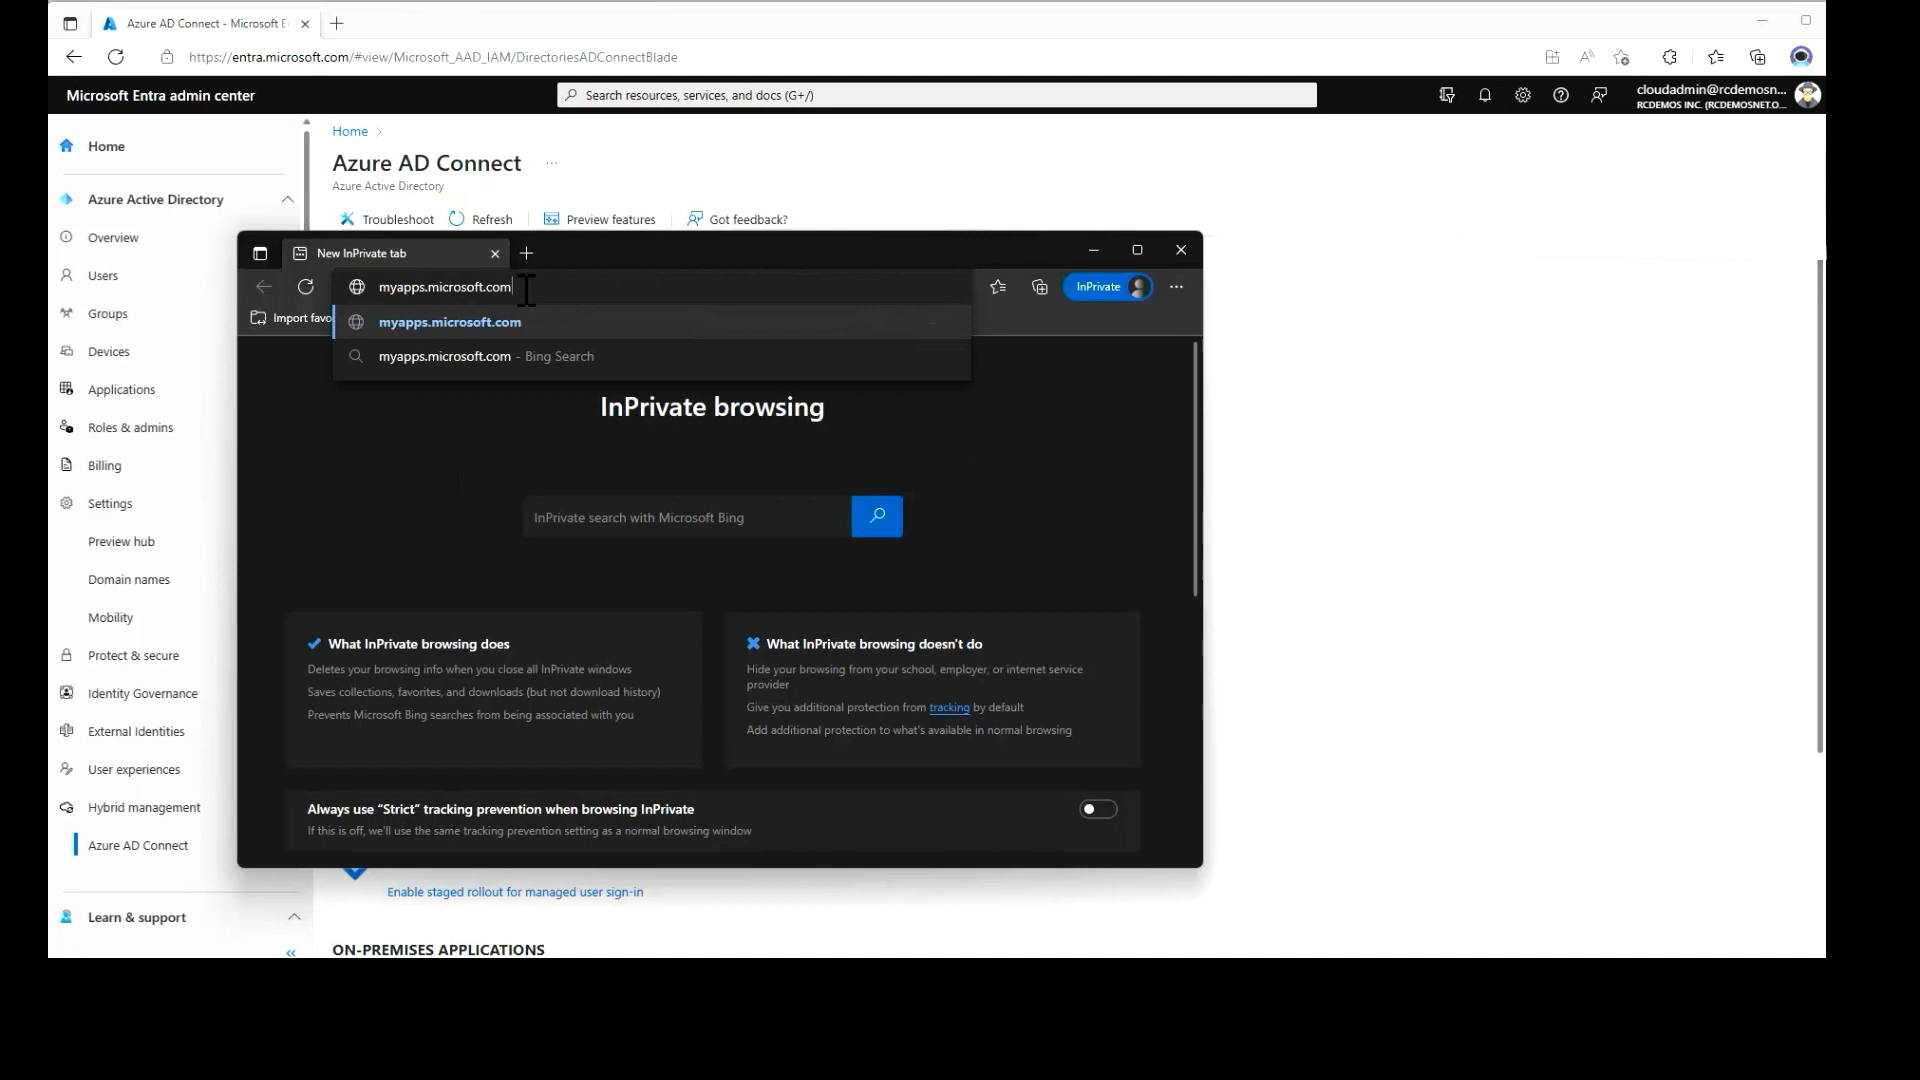 Azure AD Connect - Microsoft E
https://entra.microsoft.com/#view/Microsoft_AAD_IAM/DirectoriesADConnectBlade
Microsoft Entra admin center
Search resources, services, and docs (G+/)
cloudadmin@rcdemosn...
RCDEMOS INC. (RCDEMOSNET.O...
Home
Azure Active Directory
Overview
Users
Groups
Devices
Applications
Roles & admins
Billing
Settings
Preview hub
Domain names
Mobility
Protect & secure
Identity Governance
External Identities
User experiences
Hybrid management
Azure AD Connect
Learn & support
Home
Azure AD Connect
Azure Active Directory
Troubleshoot
Refresh
Preview features
Got feedback?
New InPrivate tab
myapps.microsoft.com
InPrivate
Import favo
myapps.microsoft.com
myapps.microsoft.com - Bing Search
InPrivate browsing
InPrivate search with Microsoft Bing
What InPrivate browsing does
Deletes your browsing info when you close all InPrivate windows
Saves collections, favorites, and downloads (but not download history)
Prevents Microsoft Bing searches from being associated with you
What InPrivate browsing doesn't do
Hide your browsing from your school, employer, or internet service
provider
Give you additional protection from tracking by default
Add additional protection to what's available in normal browsing
Always use “Strict” tracking prevention when browsing InPrivate
If this is off, we'll use the same tracking prevention setting as a normal browsing window
Enable staged rollout for managed user sign-in
ON-PREMISES APPLICATIONS